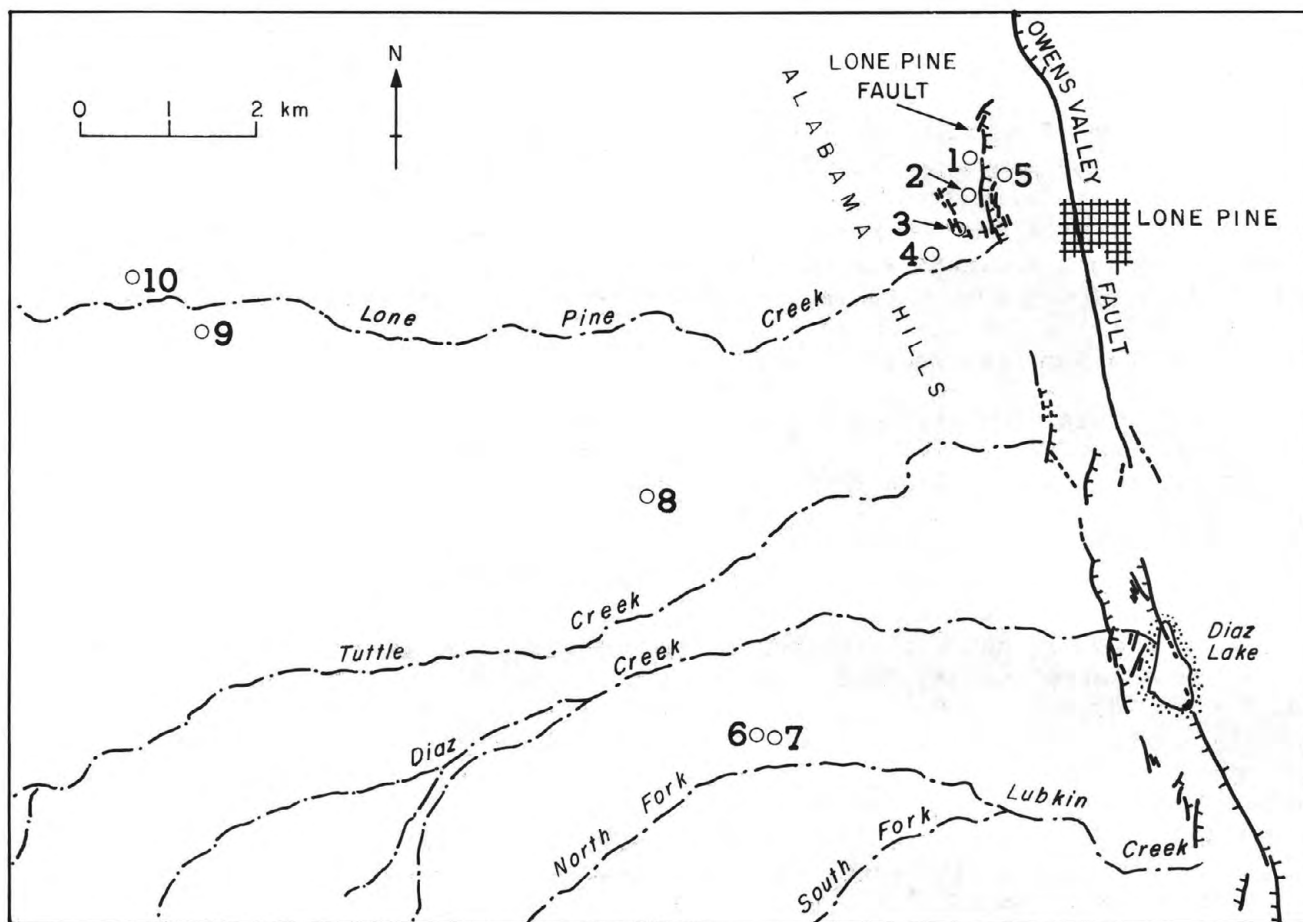 N
0 1 2 km
LONE PINE
FAULT
ALABAMA
HILLS
OWENS VALLEY
FAULT
LONE PINE
1
2
5
3
4
10
9
Lone Pine Creek
8
Tuttle Creek
Diaz Creek
Diaz
Lake
6 7
North Fork
South Fork
Lubkin
Creek